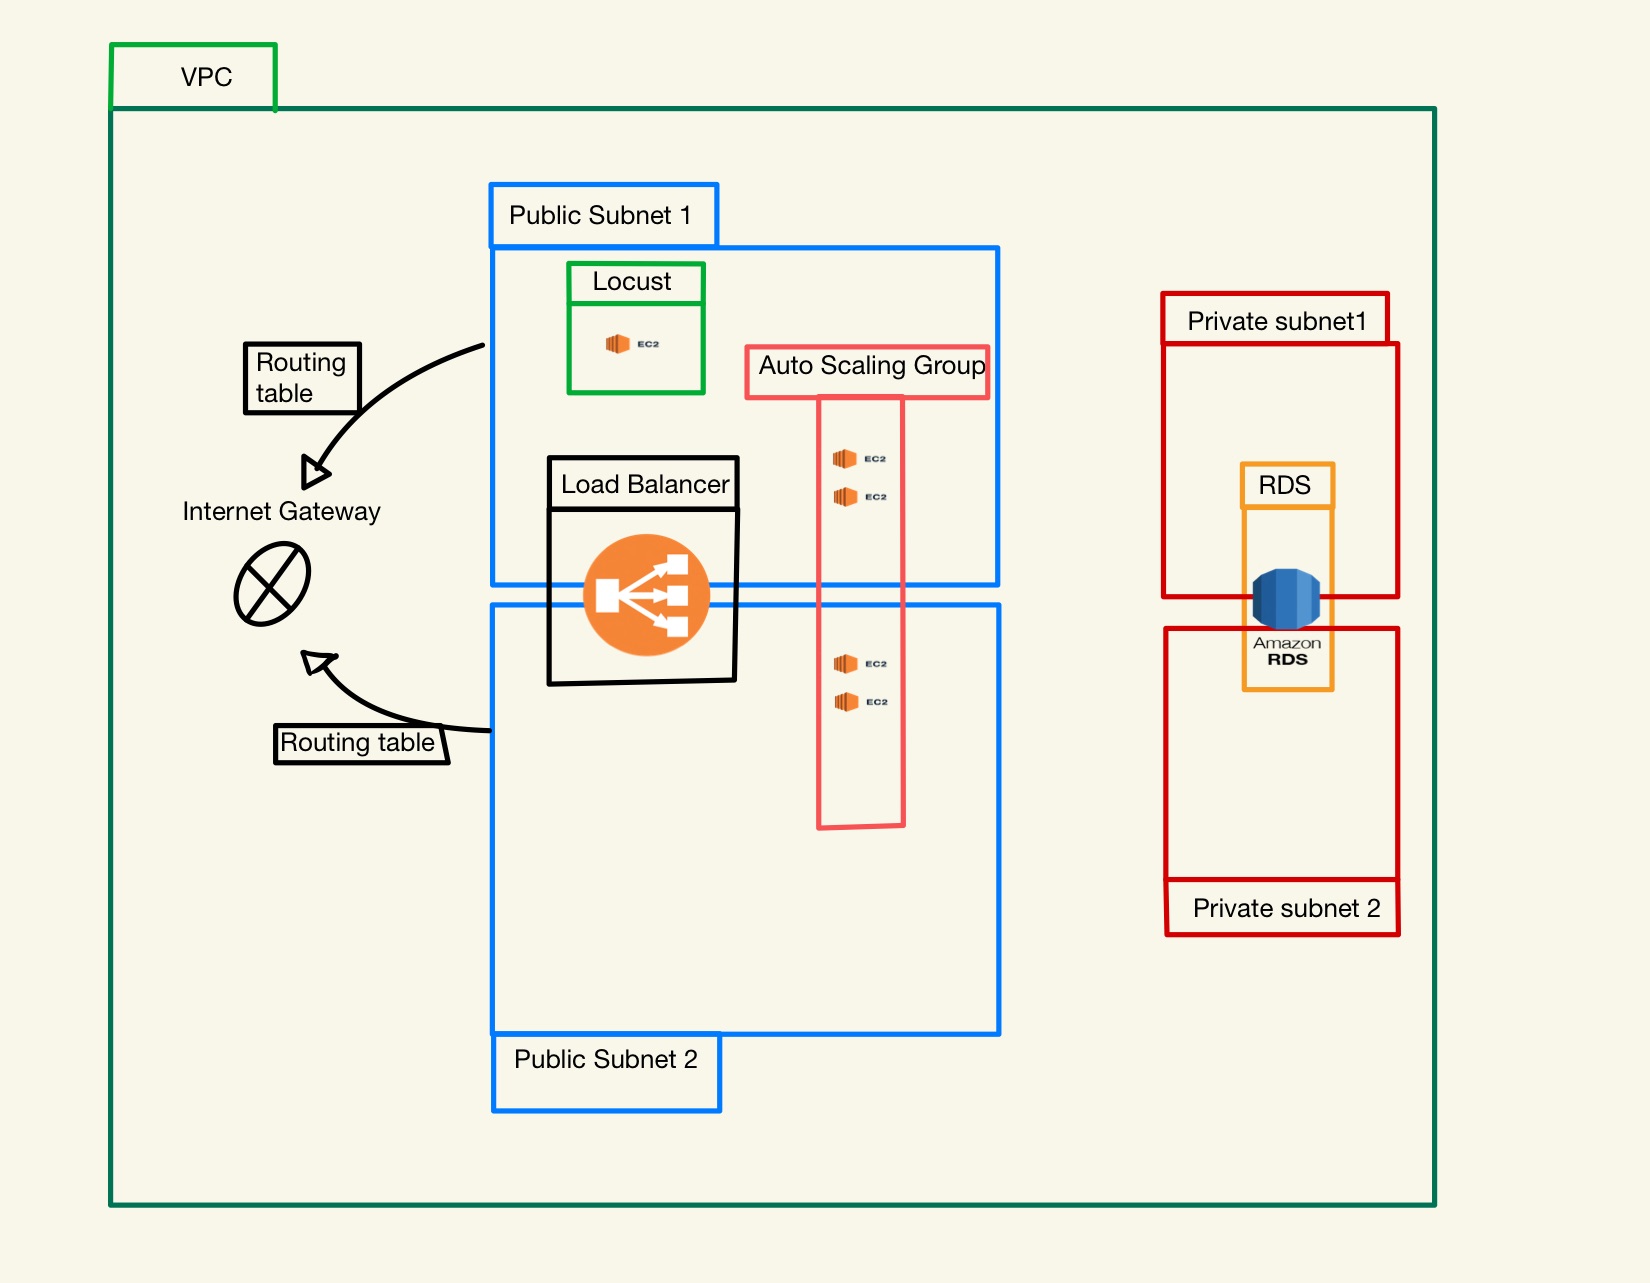 VPC
Public Subnet 1
Locust
EC2
Private subnet1
Routing
table
Auto Scaling Group
EC2
Load Balancer
RDS
EC2
Internet Gateway
Amazon
RDS
EC2
EC2
Routing table
Private subnet 2
Public Subnet 2